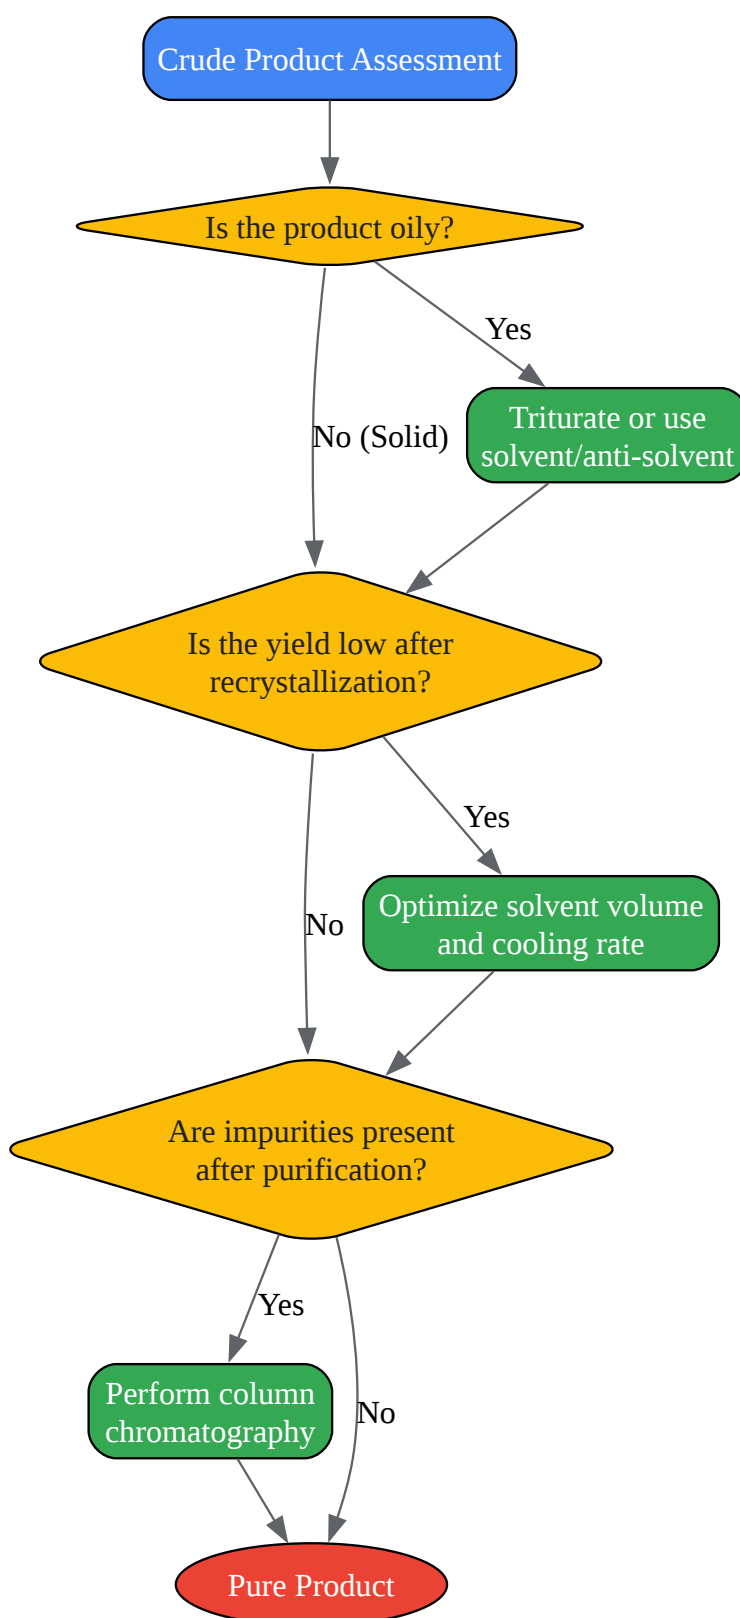 Crude Product Assessment
Is the product oily?
Yes
No (Solid)
Triturate or use
solvent/anti-solvent
Is the yield low after
recrystallization?
Yes
No
Optimize solvent volume
and cooling rate
Are impurities present
after purification?
Yes
Perform column
chromatography
No
Pure Product